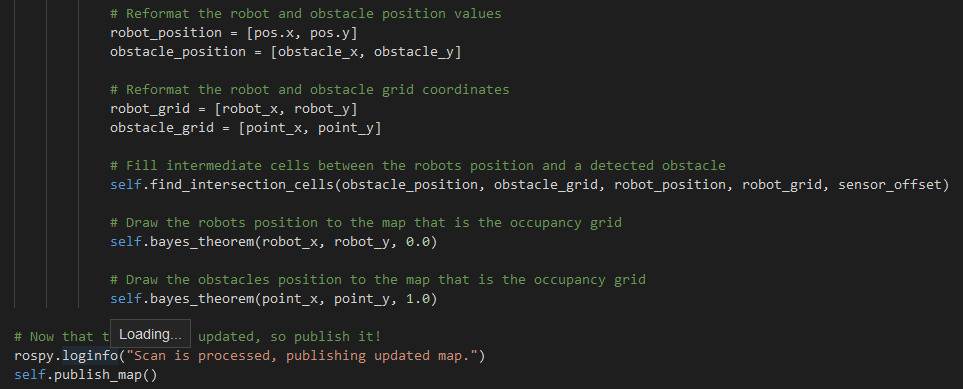 # Reformat the robot and obstacle position values
robot_position = [pos.x, pos.y]
obstacle_position = [obstacle_x, obstacle_y]
# Reformat the robot and obstacle grid coordinates
robot_grid = [robot_x, robot_y]
obstacle_grid = [point_x, point_y]
# Fill intermediate cells between the robots position and a detected obstacle
self.find_intersection_cells(obstacle_position, obstacle_grid, robot_position, robot_grid, sensor_offset)
# Draw the robots position to the map that is the occupancy grid
self.bayes_theorem(robot_x, robot_y, 0.0)
# Draw the obstacles position to the map that is the occupancy grid
self.bayes_theorem(point_x, point_y, 1.0)
# Now that t Loading... updated, so publish it!
rospy.loginfo("Scan is processed, publishing updated map.")
self.publish_map()